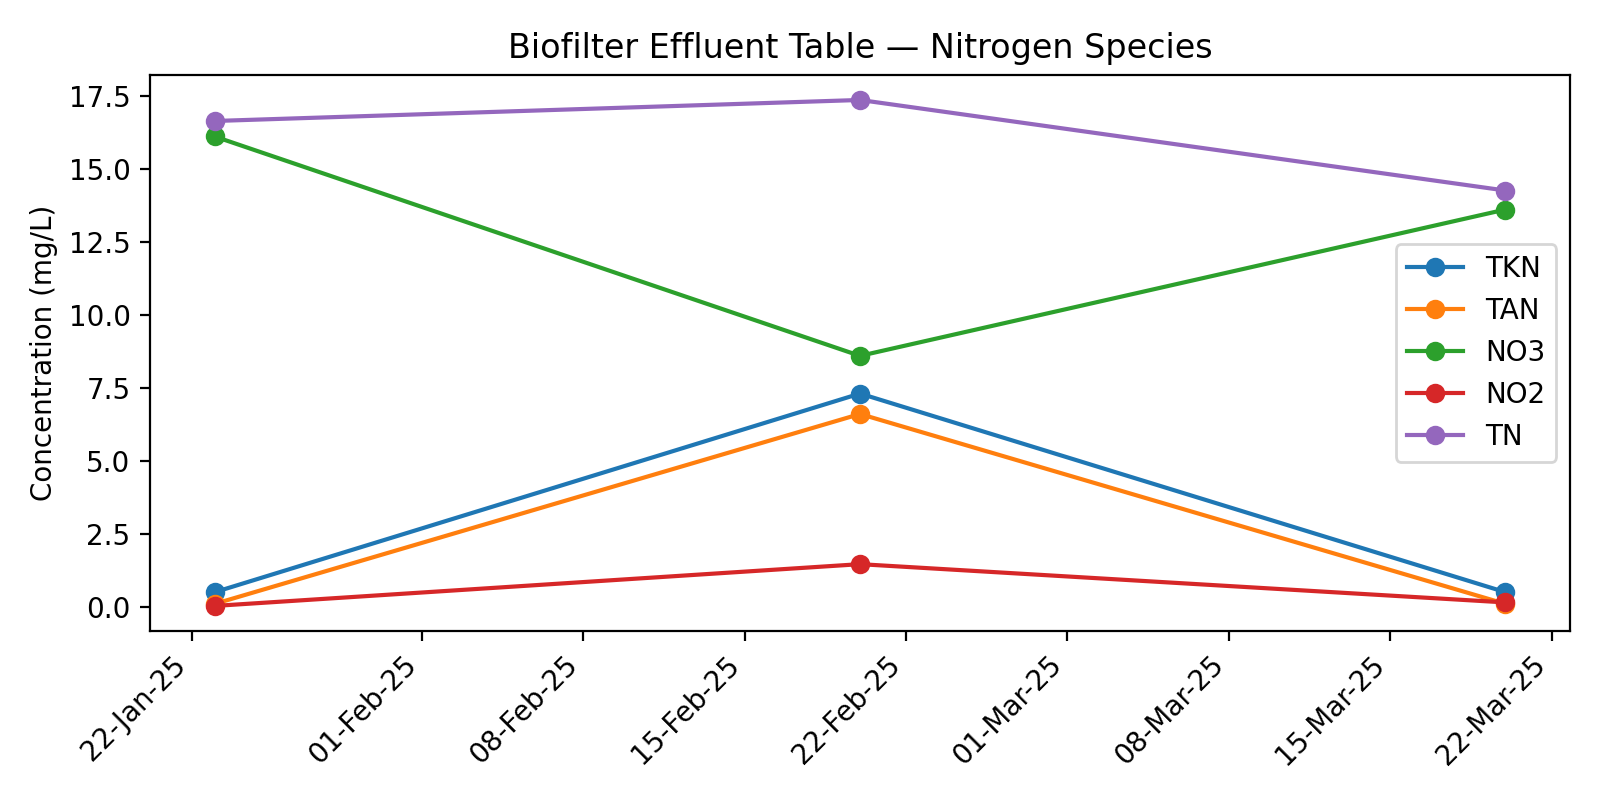 Biofilter Effluent Table — Nitrogen Species
Concentration (mg/L)
17.5
15.0
12.5
10.0
7.5
5.0
2.5
0.0
TKN
TAN
NO3
NO2
TN
22-Jan-25
01-Feb-25
08-Feb-25
15-Feb-25
22-Feb-25
01-Mar-25
08-Mar-25
15-Mar-25
22-Mar-25